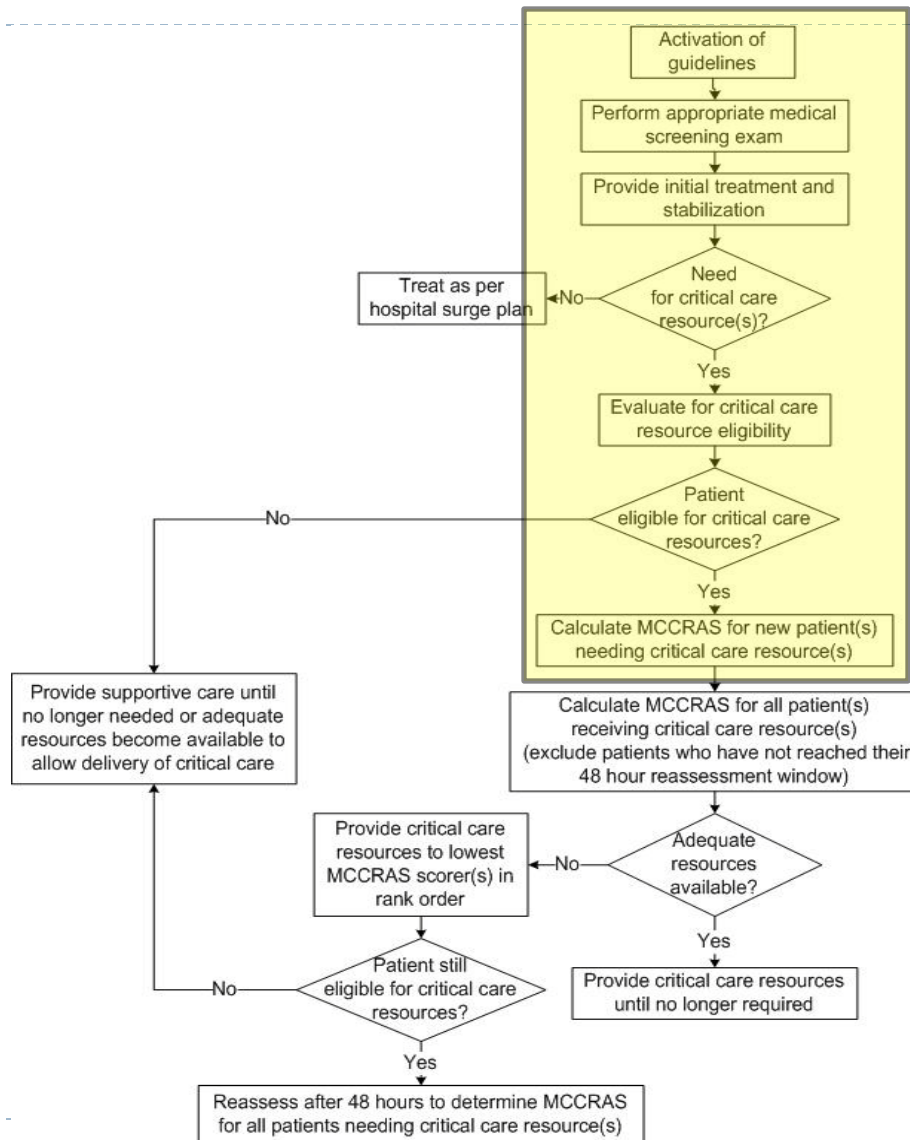 Activation of
guidelines
Perform appropriate medical
screening exam
Provide initial treatment and
stabilization
Need
for critical care
resource(s)?
No
Treat as per
hospital surge plan
Yes
Evaluate for critical care
resource eligibility
Patient
eligible for critical care
resources?
No
Yes
Calculate MCCRAS for new patient(s)
needing critical care resource(s)
Provide supportive care until
no longer needed or adequate
resources become available to
allow delivery of critical care
Calculate MCCRAS for all patient(s)
receiving critical care resource(s)
(exclude patients who have not reached their
48 hour reassessment window)
Adequate
resources
available?
No
Provide critical care
resources to lowest
MCCRAS scorer(s) in
rank order
Yes
Provide critical care resources
until no longer required
Patient still
eligible for critical care
resources?
No
Yes
Reassess after 48 hours to determine MCCRAS
for all patients needing critical care resource(s)